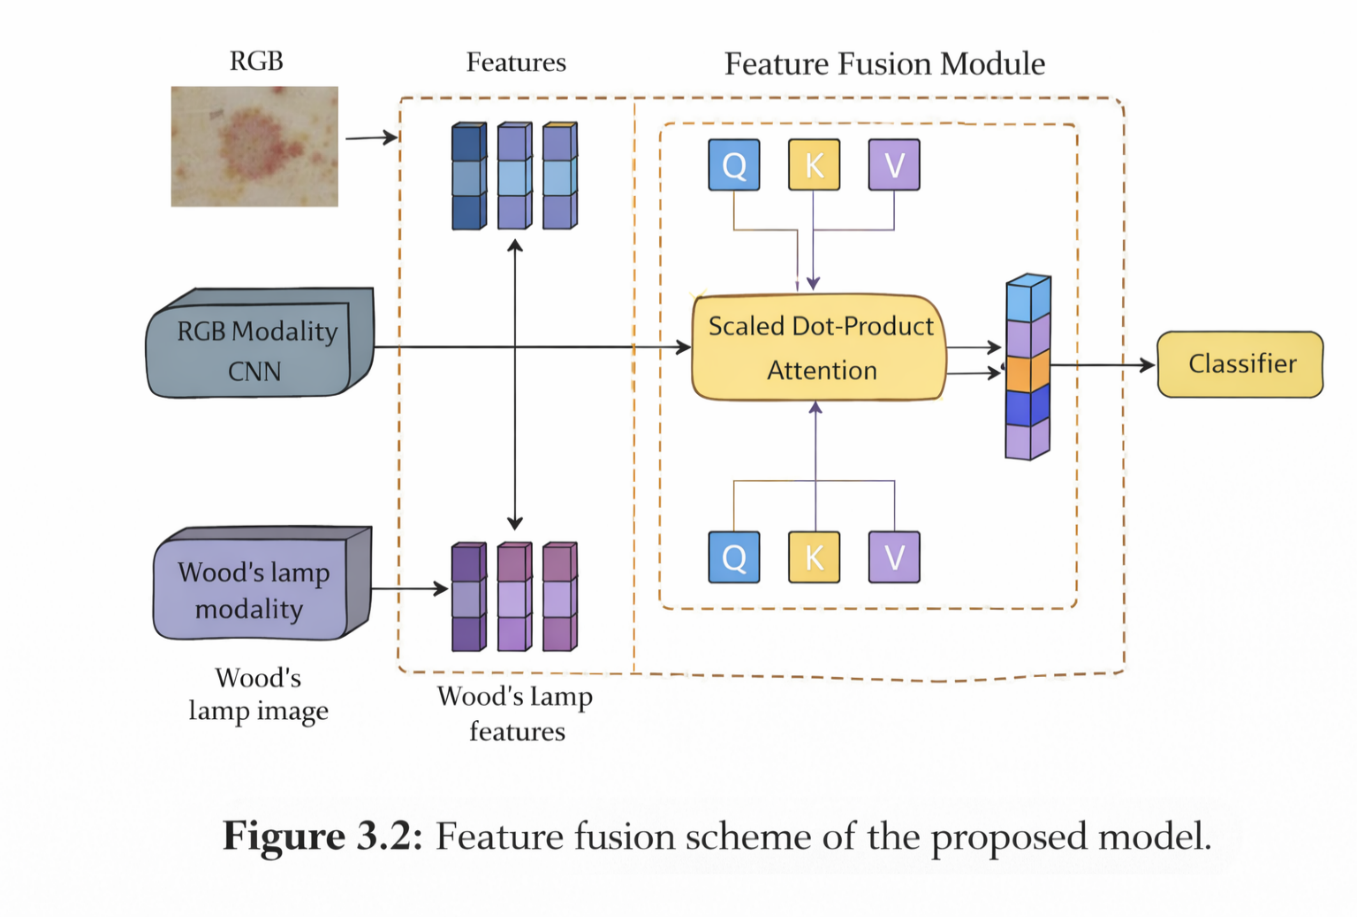 RGB
Features
Feature Fusion Module
Q K V
RGB Modality
CNN
Scaled Dot-Product
Attention
Classifier
Q K V
Wood's lamp
modality
Wood's
lamp image
Wood's Lamp
features
Figure 3.2: Feature fusion scheme of the proposed model.